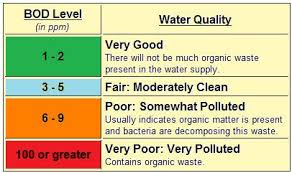 BOD Level
(in ppm)
Water Quality
1 - 2
Very Good
There will not be much organic waste
present in the water supply.
3 - 5
Fair: Moderately Clean
6 - 9
Poor: Somewhat Polluted
Usually indicates organic matter is present
and bacteria are decomposing this waste.
100 or greater
Very Poor: Very Polluted
Contains organic waste.